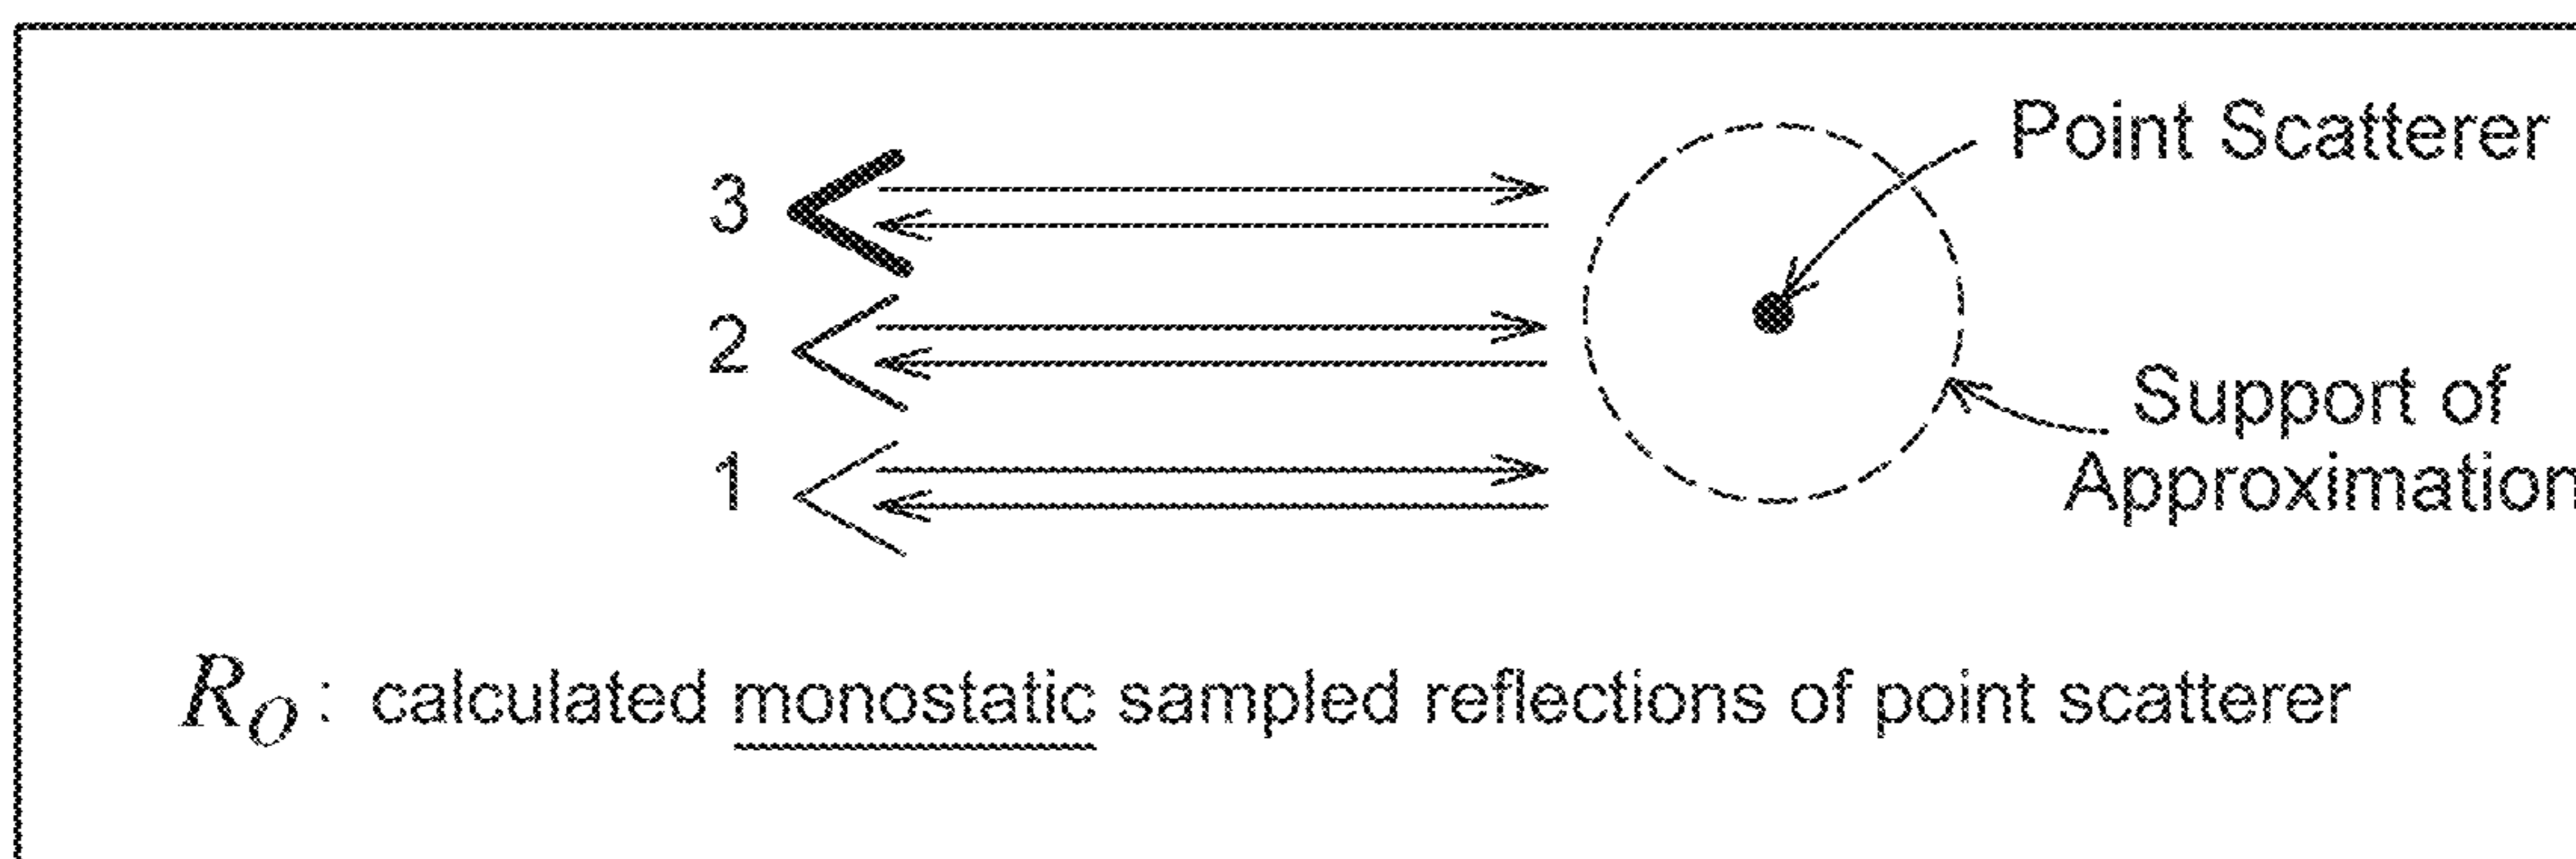 Point Scatterer
3
2
Support of
Approximation
1
R_O: calculated monostatic sampled reflections of point scatterer